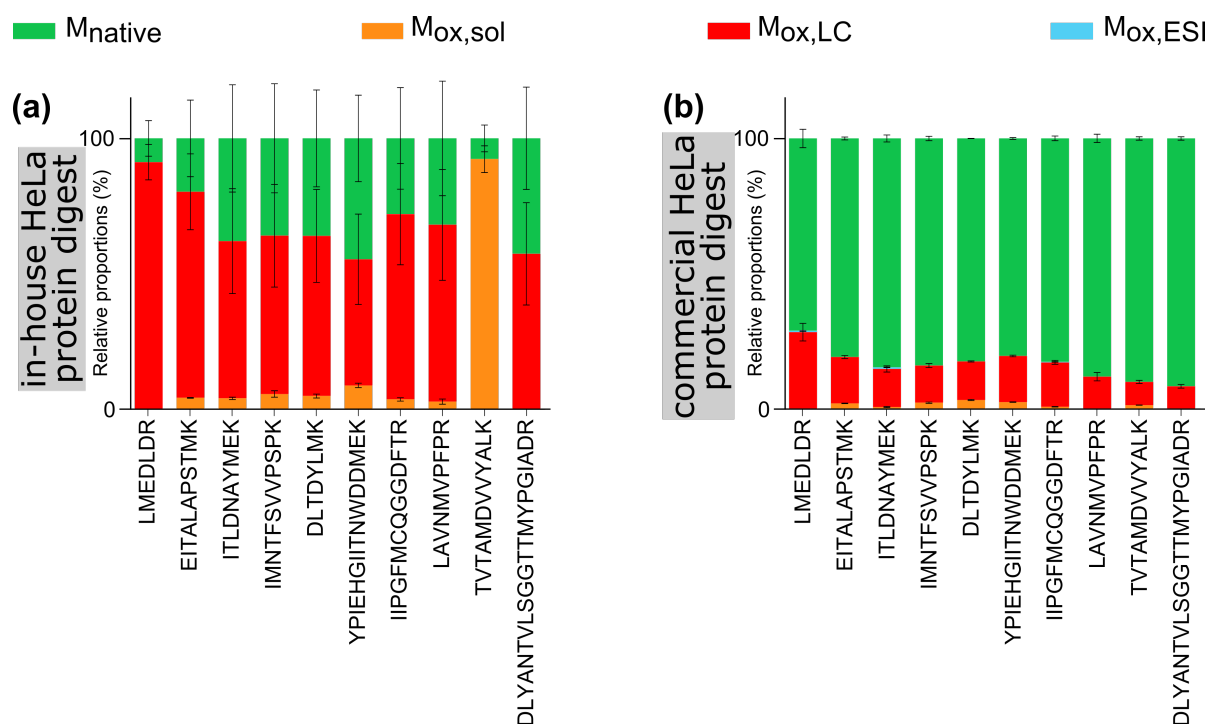 Mnative
Mox,sol
Mox,LC
Mox,ESI
(a)
in-house HeLa
protein digest
Relative proportions (%)
100
0
LMEDLDR
EITALAPSTMK
ITLDNAYMEK
IMNTFSVVPSPK
DLTDYLMK
YPIEHGIITNWDDMEK
IIPGFMCQGGDFTR
LAVNMVPFPR
TVTAMDVVYALK
DLYANTVLSGGTTMYPGIADR
(b)
commercial HeLa
protein digest
Relative proportions (%)
100
0
LMEDLDR
EITALAPSTMK
ITLDNAYMEK
IMNTFSVVPSPK
DLTDYLMK
YPIEHGIITNWDDMEK
IIPGFMCQGGDFTR
LAVNMVPFPR
TVTAMDVVYALK
DLYANTVLSGGTTMYPGIADR